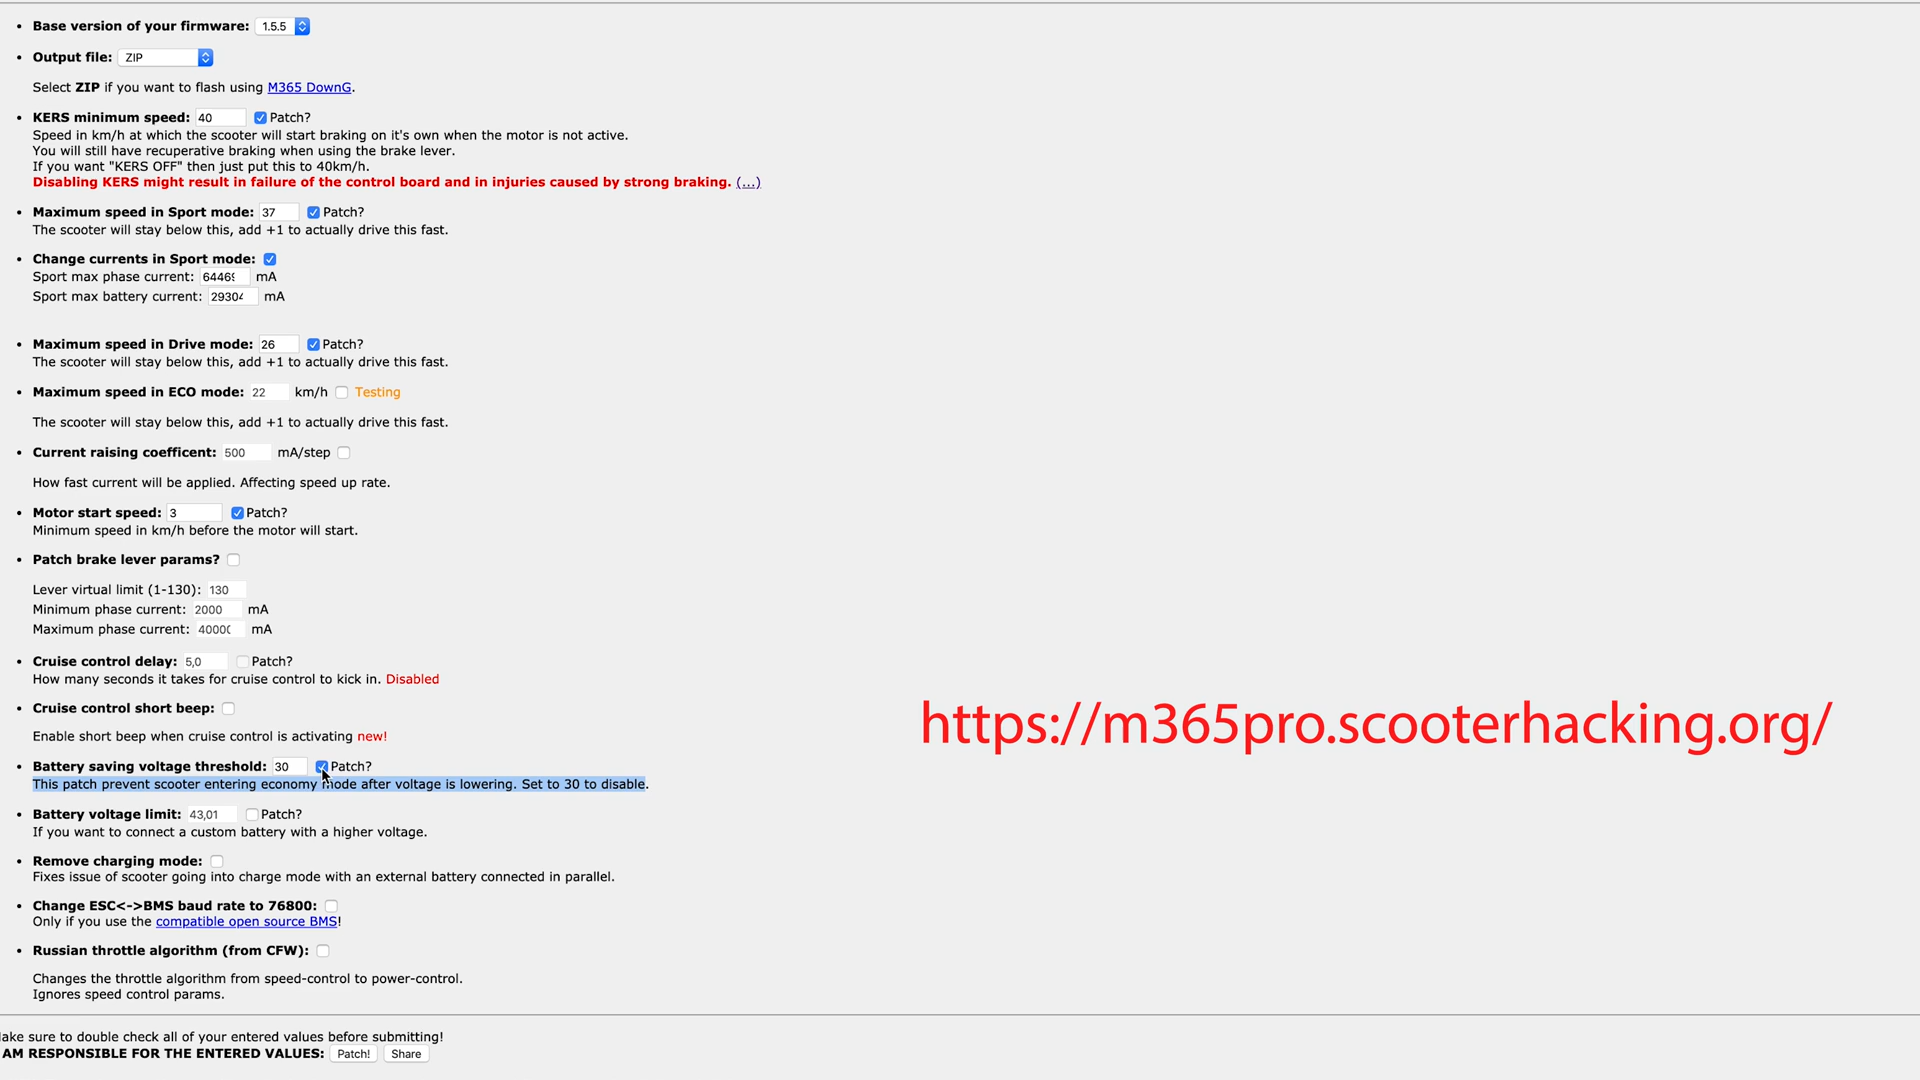 Base version of your firmware: 1.5.5
Output file: ZIP
Select ZIP if you want to flash using M365 DownG.
KERS minimum speed: 40 Patch?
Speed in km/h at which the scooter will start braking on it's own when the motor is not active.
You will still have recuperative braking when using the brake lever.
If you want "KERS OFF" then just put this to 40km/h.
Disabling KERS might result in failure of the control board and in injuries caused by strong braking. (...)
Maximum speed in Sport mode: 37 Patch?
The scooter will stay below this, add +1 to actually drive this fast.
Change currents in Sport mode:
Sport max phase current: 6446 mA
Sport max battery current: 2930 mA
Maximum speed in Drive mode: 26 Patch?
The scooter will stay below this, add +1 to actually drive this fast.
Maximum speed in ECO mode: 22 km/h Testing
The scooter will stay below this, add +1 to actually drive this fast.
Current raising coefficent: 500 mA/step
How fast current will be applied. Affecting speed up rate.
Motor start speed: 3 Patch?
Minimum speed in km/h before the motor will start.
Patch brake lever params?
Lever virtual limit (1-130): 130
Minimum phase current: 2000 mA
Maximum phase current: 4000 mA
Cruise control delay: 5,0 Patch?
How many seconds it takes for cruise control to kick in. Disabled
Cruise control short beep:
Enable short beep when cruise control is activating new!
https://m365pro.scooterhacking.org/
Battery saving voltage threshold: 30 Patch?
This patch prevent scooter entering economy mode after voltage is lowering. Set to 30 to disable.
Battery voltage limit: 43,01 Patch?
If you want to connect a custom battery with a higher voltage.
Remove charging mode:
Fixes issue of scooter going into charge mode with an external battery connected in parallel.
Change ESC<->BMS baud rate to 76800:
Only if you use the compatible open source BMS!
Russian throttle algorithm (from CFW):
Changes the throttle algorithm from speed-control to power-control.
Ignores speed control params.
ake sure to double check all of your entered values before submitting!
AM RESPONSIBLE FOR THE ENTERED VALUES: Patch! Share